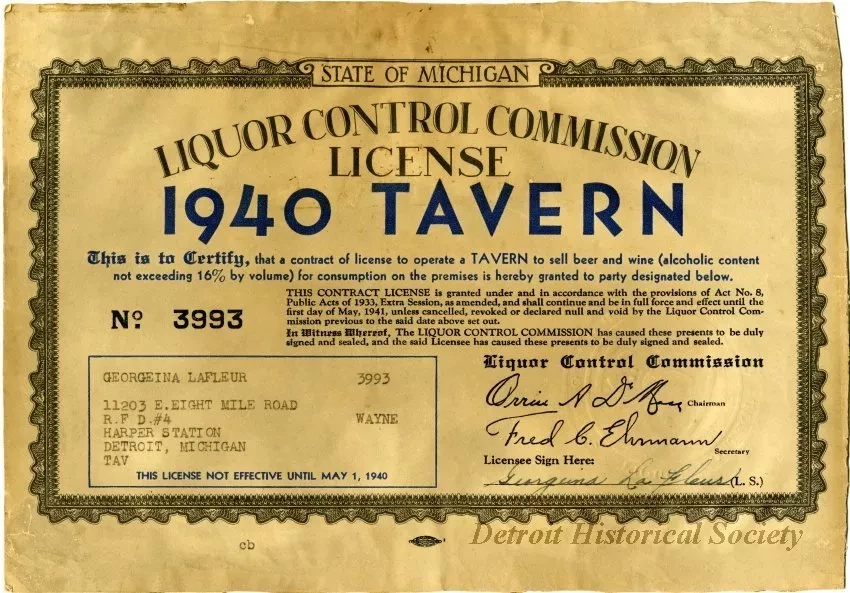 STATE OF MICHIGAN
LIQUOR CONTROL COMMISSION
LICENSE
1940 TAVERN
This is to Certify, that a contract of license to operate a TAVERN to sell beer and wine (alcoholic content
not exceeding 16% by volume) for consumption on the premises is hereby granted to party designated below.
THIS CONTRACT LICENSE is granted under and in accordance with the provisions of Act No. 8,
Public Acts of 1933, Extra Session, as amended, and shall continue and be in full force and effect until the
first day of May, 1941, unless cancelled, revoked or declared null and void by the Liquor Control Com-
mission previous to the said date above set out.
In Witness Whereof, The LIQUOR CONTROL COMMISSION has caused these presents to be duly
signed and sealed, and the said Licensee has caused these presents to be duly signed and sealed.
No. 3993
GEORGEINA LAFLEUR 3993
11203 E.EIGHT MILE ROAD
R.F D.#4 WAYNE
HARPER STATION
DETROIT, MICHIGAN
TAV
THIS LICENSE NOT EFFECTIVE UNTIL MAY 1, 1940
Liquor Control Commission
Orrin A Chairman
Fred C. Ehrmann
Secretary
Licensee Sign Here:
Georgeina La Fleur (L. S.)
cb
Detroit Historical Society